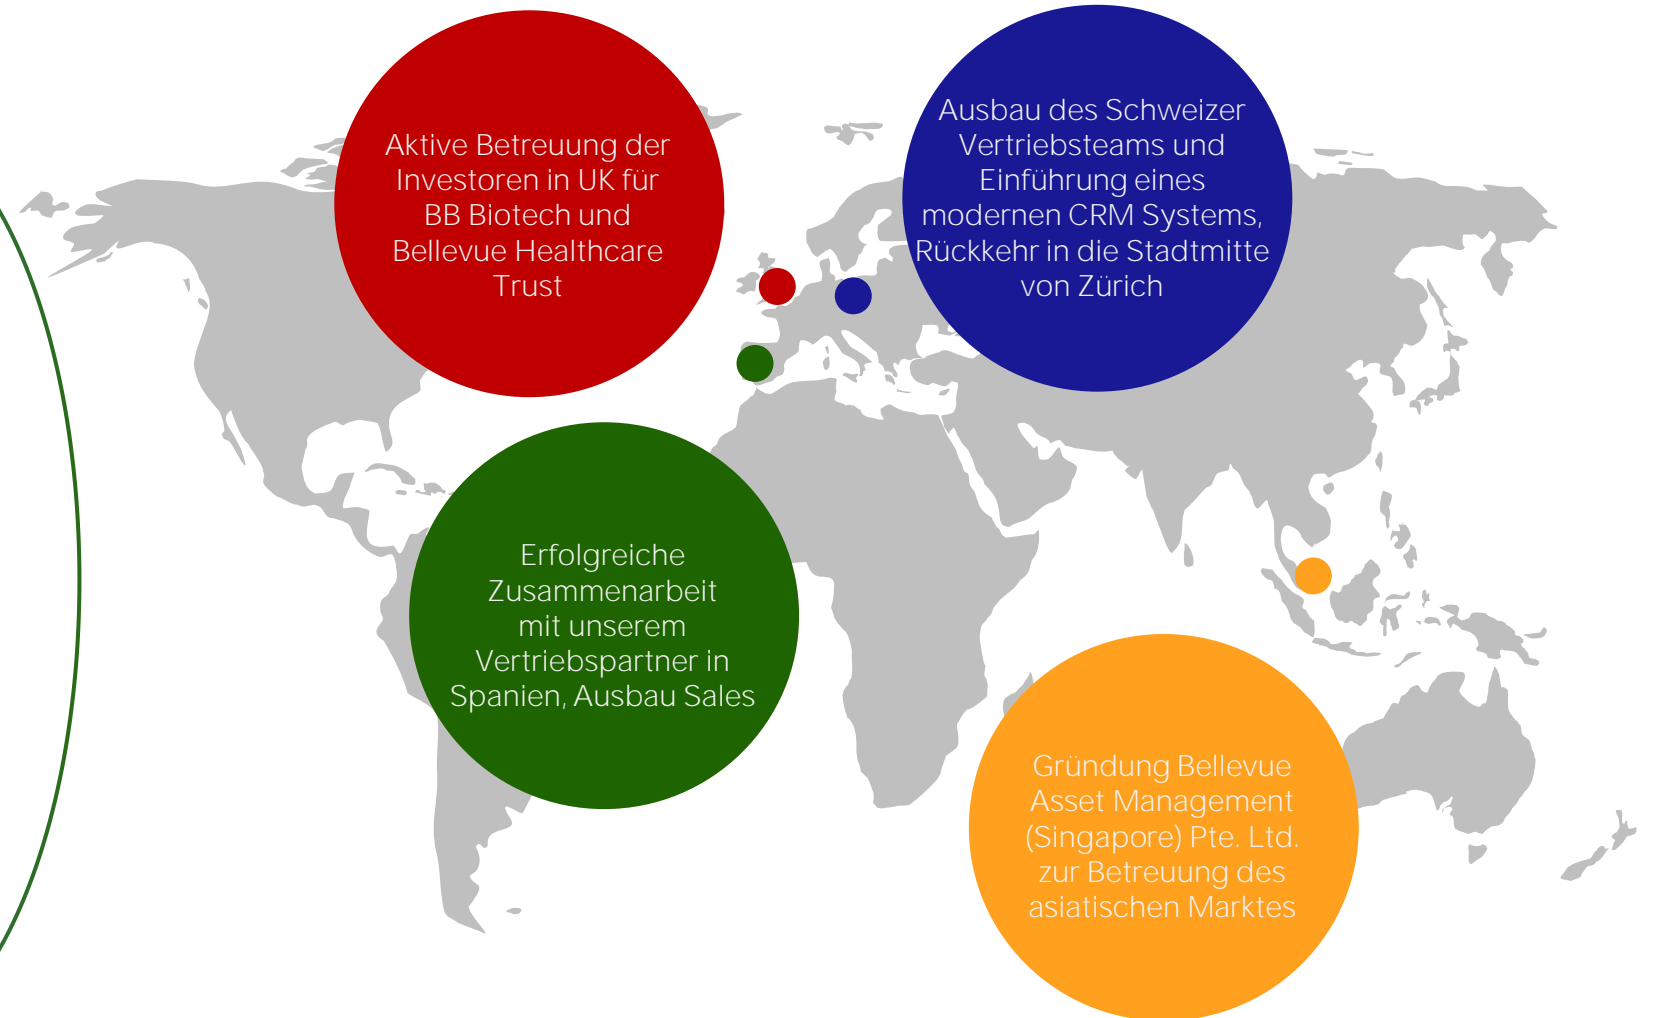 Aktive Betreuung der
Investoren in UK für
BB Biotech und
Bellevue Healthcare
Trust
Ausbau des Schweizer
Vertriebsteams und
Einführung eines
modernen CRM Systems,
Rückkehr in die Stadtmitte
von Zürich
Erfolgreiche
Zusammenarbeit
mit unserem
Vertriebspartner in
Spanien, Ausbau Sales
Gründung Bellevue
Asset Management
(Singapore) Pte. Ltd.
zur Betreuung des
asiatischen Marktes